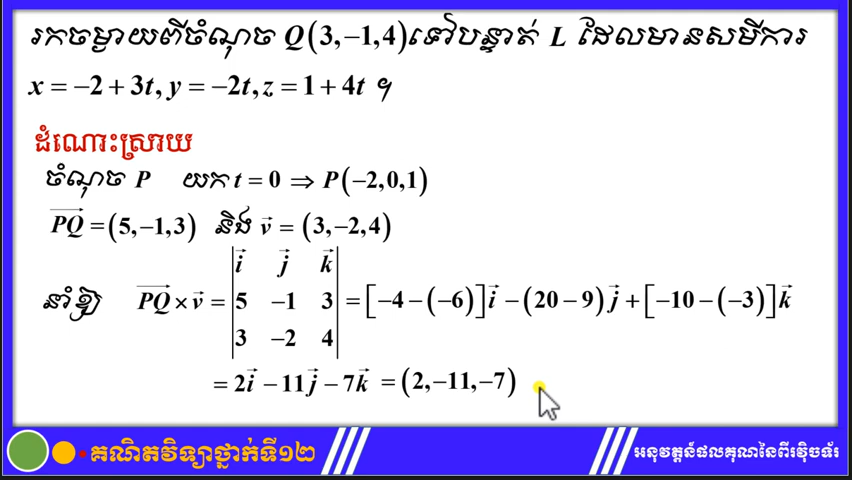 រកចម្ងាយពីចំណុច Q(3,−1,4)ទៅបន្ទាត់ L ដែលមានសមីការ
x = −2 + 3t, y = −2t, z = 1 + 4t ។
ដំណោះស្រាយ
ចំណុច P យក t = 0 ⇒ P(−2,0,1)
PQ⃗ = (5,−1,3) និង v⃗ = (3,−2,4)
នាំឱ្យ PQ⃗ × v⃗ = | i⃗ j⃗ k⃗ | 5 −1 3 | 3 −2 4 | = [−4 − (−6)]i⃗ − (20 − 9)j⃗ + [−10 − (−3)]k⃗
= 2i⃗ − 11j⃗ − 7k⃗ = (2,−11,−7)
គណិតវិទ្យាថ្នាក់ទី១២
អនុវត្តន៍ផលគុណនៃពីរវ៉ិចទ័រ